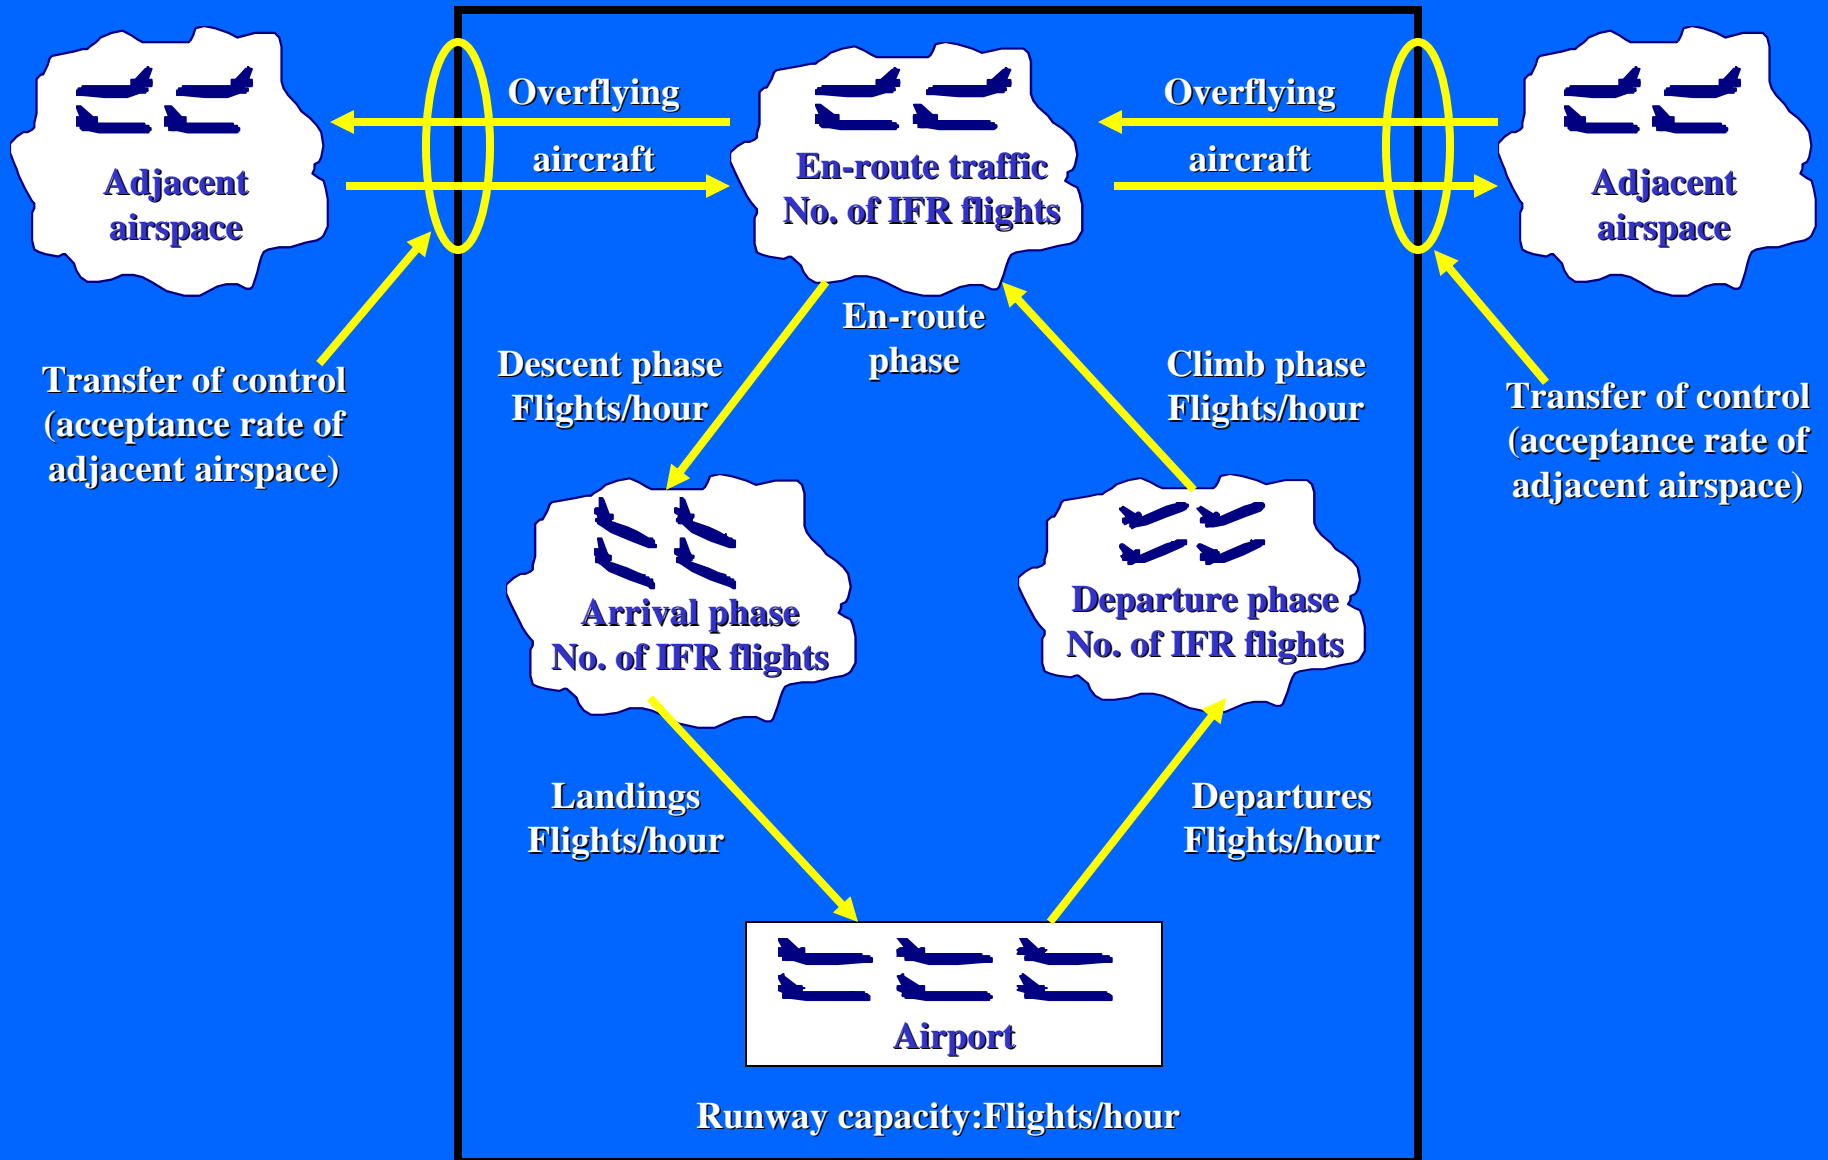 Overflying
aircraft
Overflying
aircraft
Adjacent
airspace
En-route traffic
No. of IFR flights
Adjacent
airspace
En-route
phase
Descent phase
Flights/hour
Climb phase
Flights/hour
Transfer of control
(acceptance rate of
adjacent airspace)
Transfer of control
(acceptance rate of
adjacent airspace)
Arrival phase
No. of IFR flights
Departure phase
No. of IFR flights
Landings
Flights/hour
Departures
Flights/hour
Airport
Runway capacity:Flights/hour